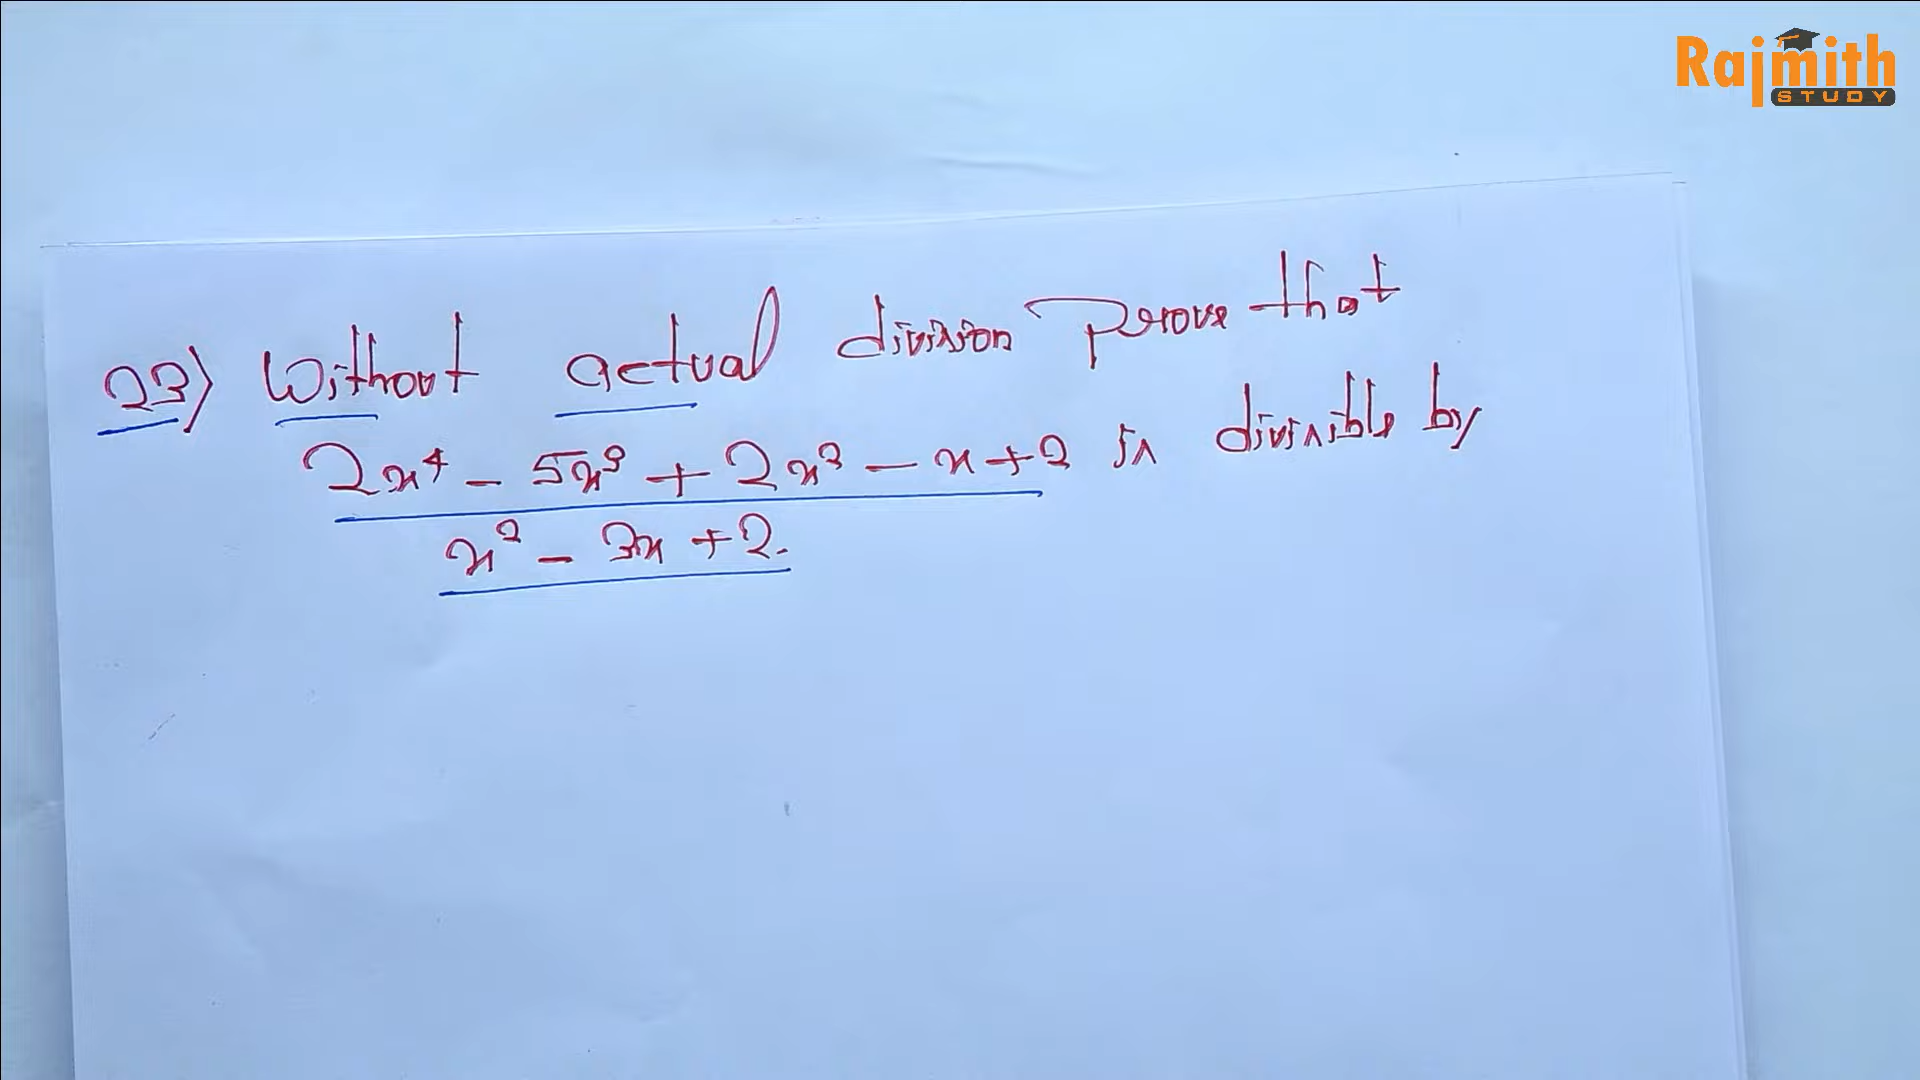 Rajmith
STUDY
23) Without actual division prove that
2x⁴ - 5x³ + 2x² - x + 2 is divisible by
x² - 3x + 2.